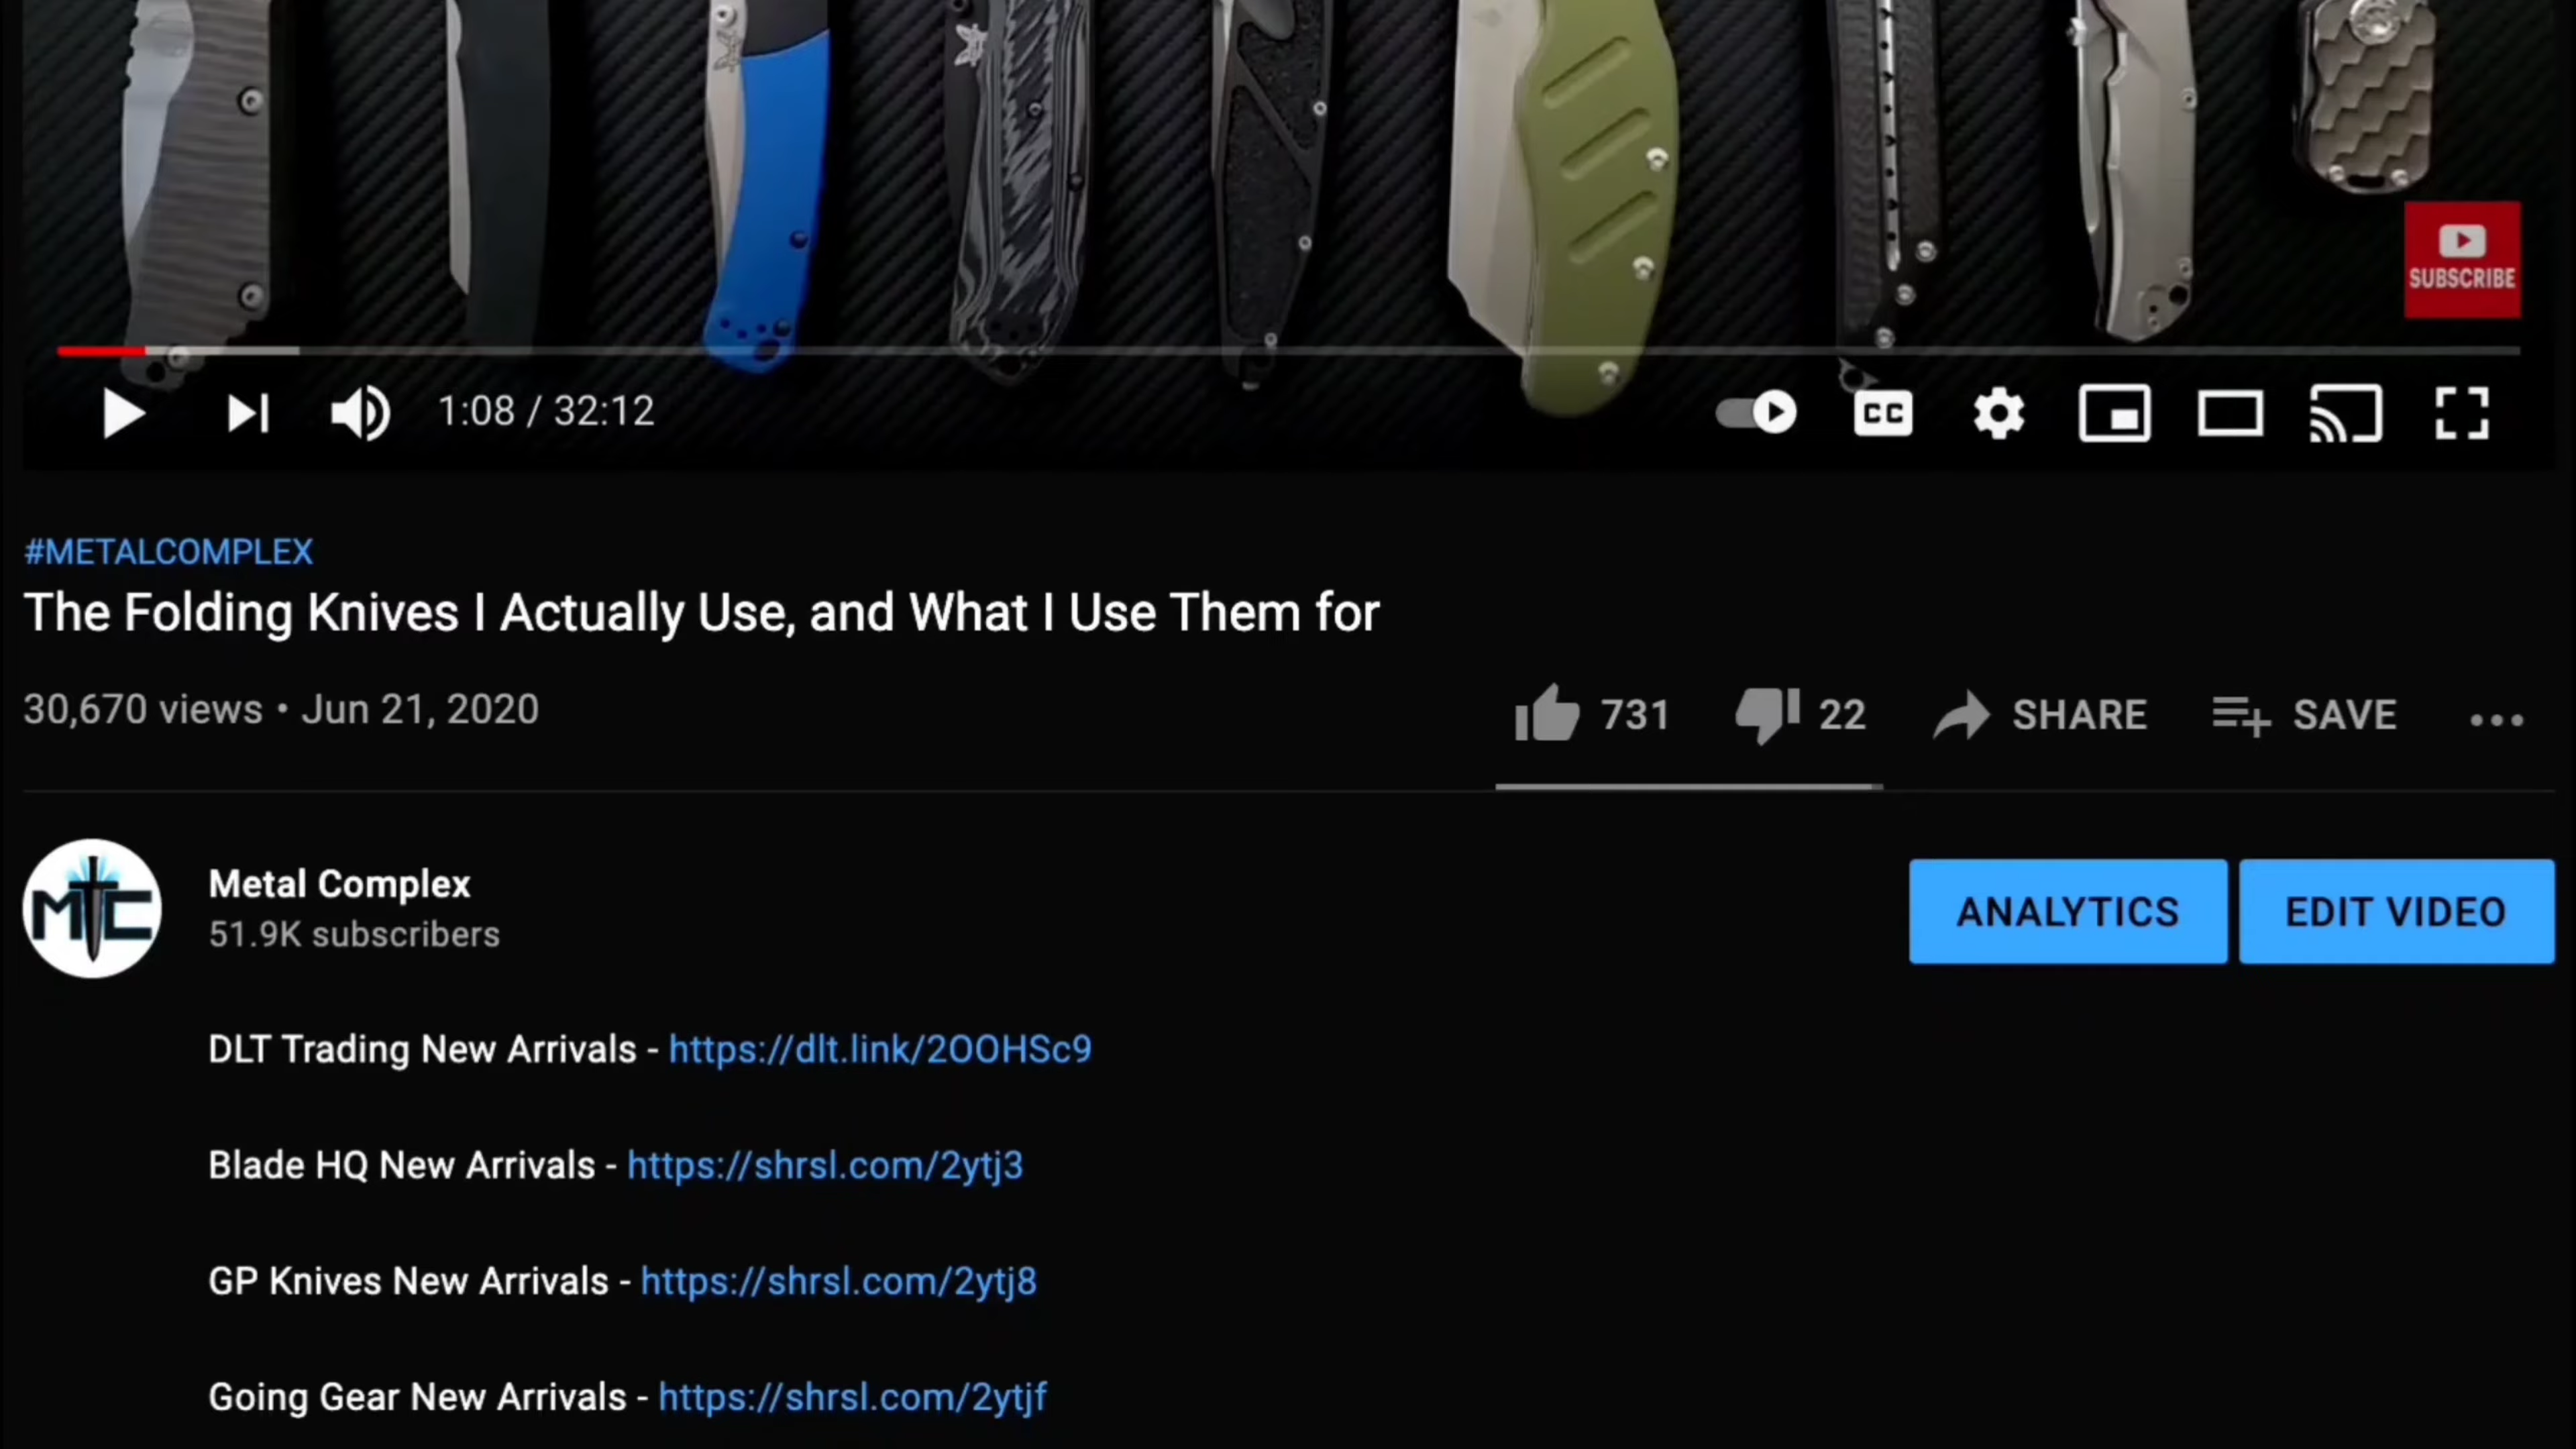 SUBSCRIBE
1:08 / 32:12
CC
#METALCOMPLEX
The Folding Knives I Actually Use, and What I Use Them for
30,670 views • Jun 21, 2020
731 22 SHARE SAVE
MTC
Metal Complex
51.9K subscribers
ANALYTICS EDIT VIDEO
DLT Trading New Arrivals - https://dlt.link/2OOHSc9
Blade HQ New Arrivals - https://shrsl.com/2ytj3
GP Knives New Arrivals - https://shrsl.com/2ytj8
Going Gear New Arrivals - https://shrsl.com/2ytjf